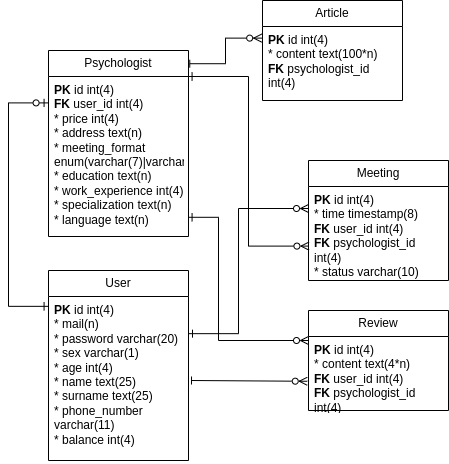 Article
PK id int(4)
* content text(100*n)
FK psychologist_id
int(4)
Psychologist
PK id int(4)
FK user_id int(4)
* price int(4)
* address text(n)
* meeting_format
enum(varchar(7)|varchar
* education text(n)
* work_experience int(4)
* specialization text(n)
* language text(n)
Meeting
PK id int(4)
* time timestamp(8)
FK user_id int(4)
FK psychologist_id
int(4)
* status varchar(10)
User
PK id int(4)
* mail(n)
* password varchar(20)
* sex varchar(1)
* age int(4)
* name text(25)
* surname text(25)
* phone_number
varchar(11)
* balance int(4)
Review
PK id int(4)
* content text(4*n)
FK user_id int(4)
FK psychologist_id
int(4)